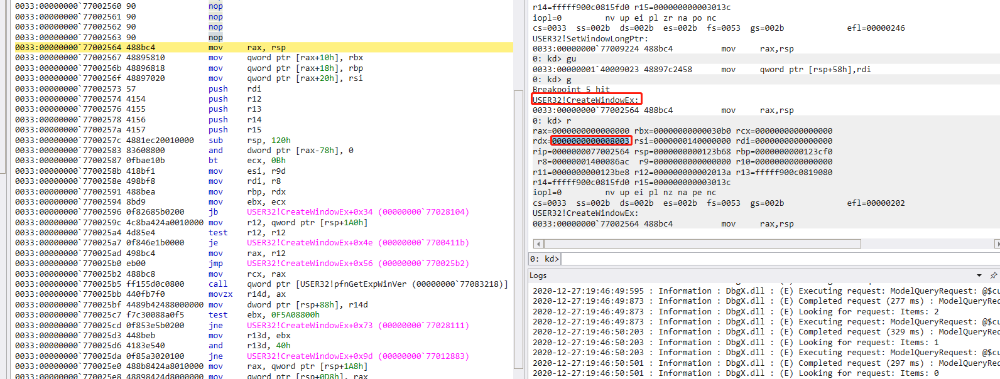 0033:00000000`77002560 90 nop
0033:00000000`77002561 90 nop
0033:00000000`77002562 90 nop
0033:00000000`77002563 90 nop
0033:00000000`77002564 488bc4 mov rax, rsp
0033:00000000`77002567 48895810 mov qword ptr [rax+10h], rbx
0033:00000000`7700256b 48896818 mov qword ptr [rax+18h], rbp
0033:00000000`7700256f 48897020 mov qword ptr [rax+20h], rsi
0033:00000000`77002573 57 push rdi
0033:00000000`77002574 4154 push r12
0033:00000000`77002576 4155 push r13
0033:00000000`77002578 4156 push r14
0033:00000000`7700257a 4157 push r15
0033:00000000`7700257c 4881ec20010000 sub rsp, 120h
0033:00000000`77002583 83608800 and dword ptr [rax-78h], 0
0033:00000000`77002587 0fbae10b bt ecx, 0Bh
0033:00000000`7700258b 418bf1 mov esi, r9d
0033:00000000`7700258e 498bf8 mov rdi, r8
0033:00000000`77002591 488bea mov rbp, rdx
0033:00000000`77002594 8bd9 mov ebx, ecx
0033:00000000`77002596 0f82685b0200 jb USER32!CreateWindowEx+0x34 (00000000`77028104)
0033:00000000`7700259c 4c8ba424a0010000 mov r12, qword ptr [rsp+1A0h]
0033:00000000`770025a4 4d85e4 test r12, r12
0033:00000000`770025a7 0f846e1b0000 je USER32!CreateWindowEx+0x4e (00000000`7700411b)
0033:00000000`770025ad 498bc4 mov rax, r12
0033:00000000`770025b0 eb00 jmp USER32!CreateWindowEx+0x56 (00000000`770025b2)
0033:00000000`770025b2 488bc8 mov rcx, rax
0033:00000000`770025b5 ff155d0c0800 call qword ptr [USER32!pfnGetExpWinVer (00000000`77083218)]
0033:00000000`770025bb 440fb7f0 movzx r14d, ax
0033:00000000`770025bf 4489b42488000000 mov dword ptr [rsp+88h], r14d
0033:00000000`770025c7 f7c30088a0f5 test ebx, 0F5A08800h
0033:00000000`770025cd 0f853e5b0200 jne USER32!CreateWindowEx+0x73 (00000000`77028111)
0033:00000000`770025d3 448beb mov r13d, ebx
0033:00000000`770025d6 4183e540 and r13d, 40h
0033:00000000`770025da 0f85a3020100 jne USER32!CreateWindowEx+0x9d (00000000`77012883)
0033:00000000`770025e0 488b8424a8010000 mov rax, qword ptr [rsp+1A8h]
0033:00000000`770025e8 48898424d8000000 mov qword ptr [rsp+0D8h], rax
r14=fffff900c0815fd0 r15=000000000003013c
iopl=0 nv up ei pl zr na po nc
cs=0033 ss=002b ds=002b es=002b fs=0053 gs=002b efl=00000246
USER32!SetWindowLongPtr:
0033:00000000`77009224 488bc4 mov rax,rsp
0: kd> gu
0033:00000001`40009023 48897c2458 mov qword ptr [rsp+58h],rdi
0: kd> g
Breakpoint 5 hit
USER32!CreateWindowEx:
0033:00000000`77002564 488bc4 mov rax,rsp
0: kd> r
rax=0000000000000000 rbx=00000000000030b0 rcx=0000000000000000
rdx=0000000000008003 rsi=0000000140000000 rdi=0000000000000000
rip=0000000077002564 rsp=0000000000123b68 rbp=0000000000123cf0
r8=00000001400086ac r9=0000000000000000 r10=0000000000000000
r11=0000000000123be8 r12=000000000002013a r13=fffff900c0819080
r14=fffff900c0815fd0 r15=000000000003013c
iopl=0 nv up ei pl nz na pe nc
cs=0033 ss=002b ds=002b es=002b fs=0053 gs=002b efl=00000202
USER32!CreateWindowEx:
0033:00000000`77002564 488bc4 mov rax,rsp
0: kd>
Logs
2020-12-27:19:46:49:595 : Information : DbgX.dll : (E) Executing request: ModelQueryRequest: @$cu
2020-12-27:19:46:49:873 : Information : DbgX.dll : (E) Completed request (277 ms) : ModelQueryReq
2020-12-27:19:46:49:873 : Information : DbgX.dll : (E) Looking for request: Items: 2
2020-12-27:19:46:49:873 : Information : DbgX.dll : (E) Executing request: ModelQueryRequest: @$cu
2020-12-27:19:46:50:203 : Information : DbgX.dll : (E) Completed request (329 ms) : ModelQueryReq
2020-12-27:19:46:50:203 : Information : DbgX.dll : (E) Looking for request: Items: 1
2020-12-27:19:46:50:203 : Information : DbgX.dll : (E) Executing request: ModelQueryRequest: @$cu
2020-12-27:19:46:50:501 : Information : DbgX.dll : (E) Completed request (297 ms) : ModelQueryReq
2020-12-27:19:46:50:501 : Information : DbgX.dll : (E) Looking for request: Items: 0